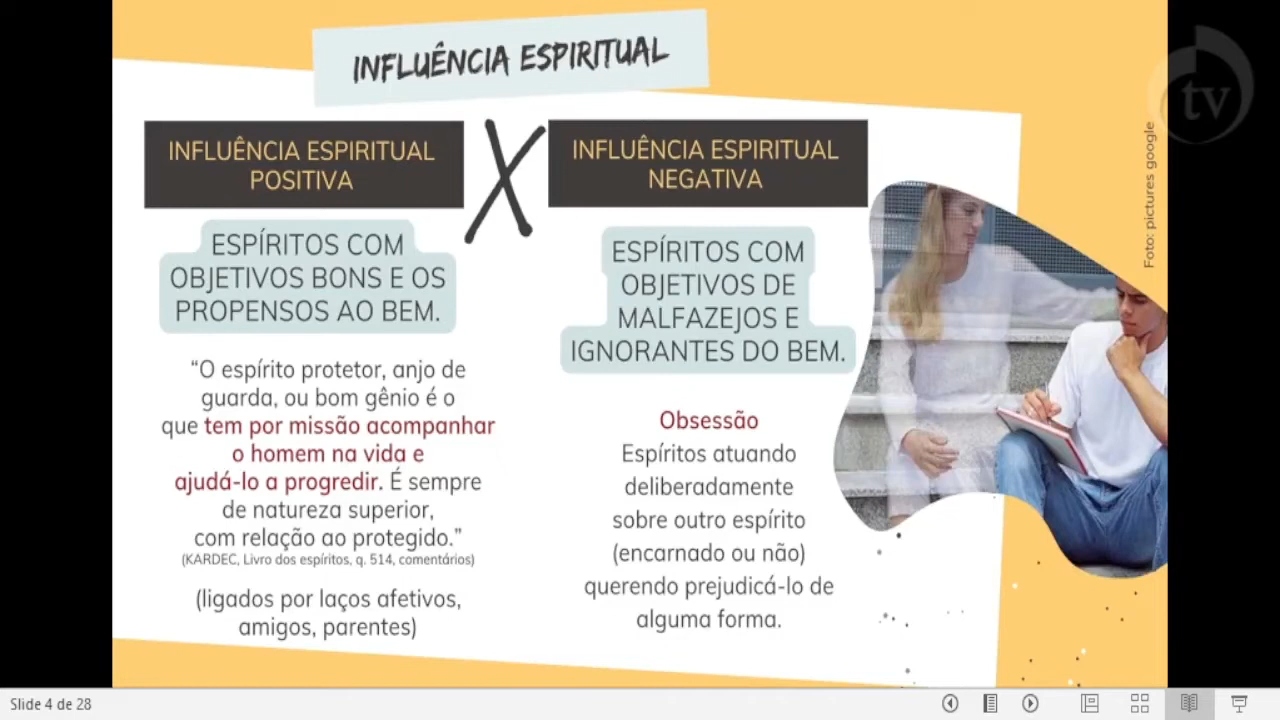 INFLUÊNCIA ESPIRITUAL
INFLUÊNCIA ESPIRITUAL
POSITIVA
X
INFLUÊNCIA ESPIRITUAL
NEGATIVA
ESPÍRITOS COM
OBJETIVOS BONS E OS
PROPENSOS AO BEM.
“O espírito protetor, anjo de
guarda, ou bom gênio é o
que tem por missão acompanhar
o homem na vida e
ajudá-lo a progredir. É sempre
de natureza superior,
com relação ao protegido.”
(KARDEC, Livro dos espíritos, q. 514, comentários)
(ligados por laços afetivos,
amigos, parentes)
ESPÍRITOS COM
OBJETIVOS DE
MALFAZEJOS E
IGNORANTES DO BEM.
Obsessão
Espíritos atuando
deliberadamente
sobre outro espírito
(encarnado ou não)
querendo prejudicá-lo de
alguma forma.
Foto: pictures google
tv
Slide 4 de 28